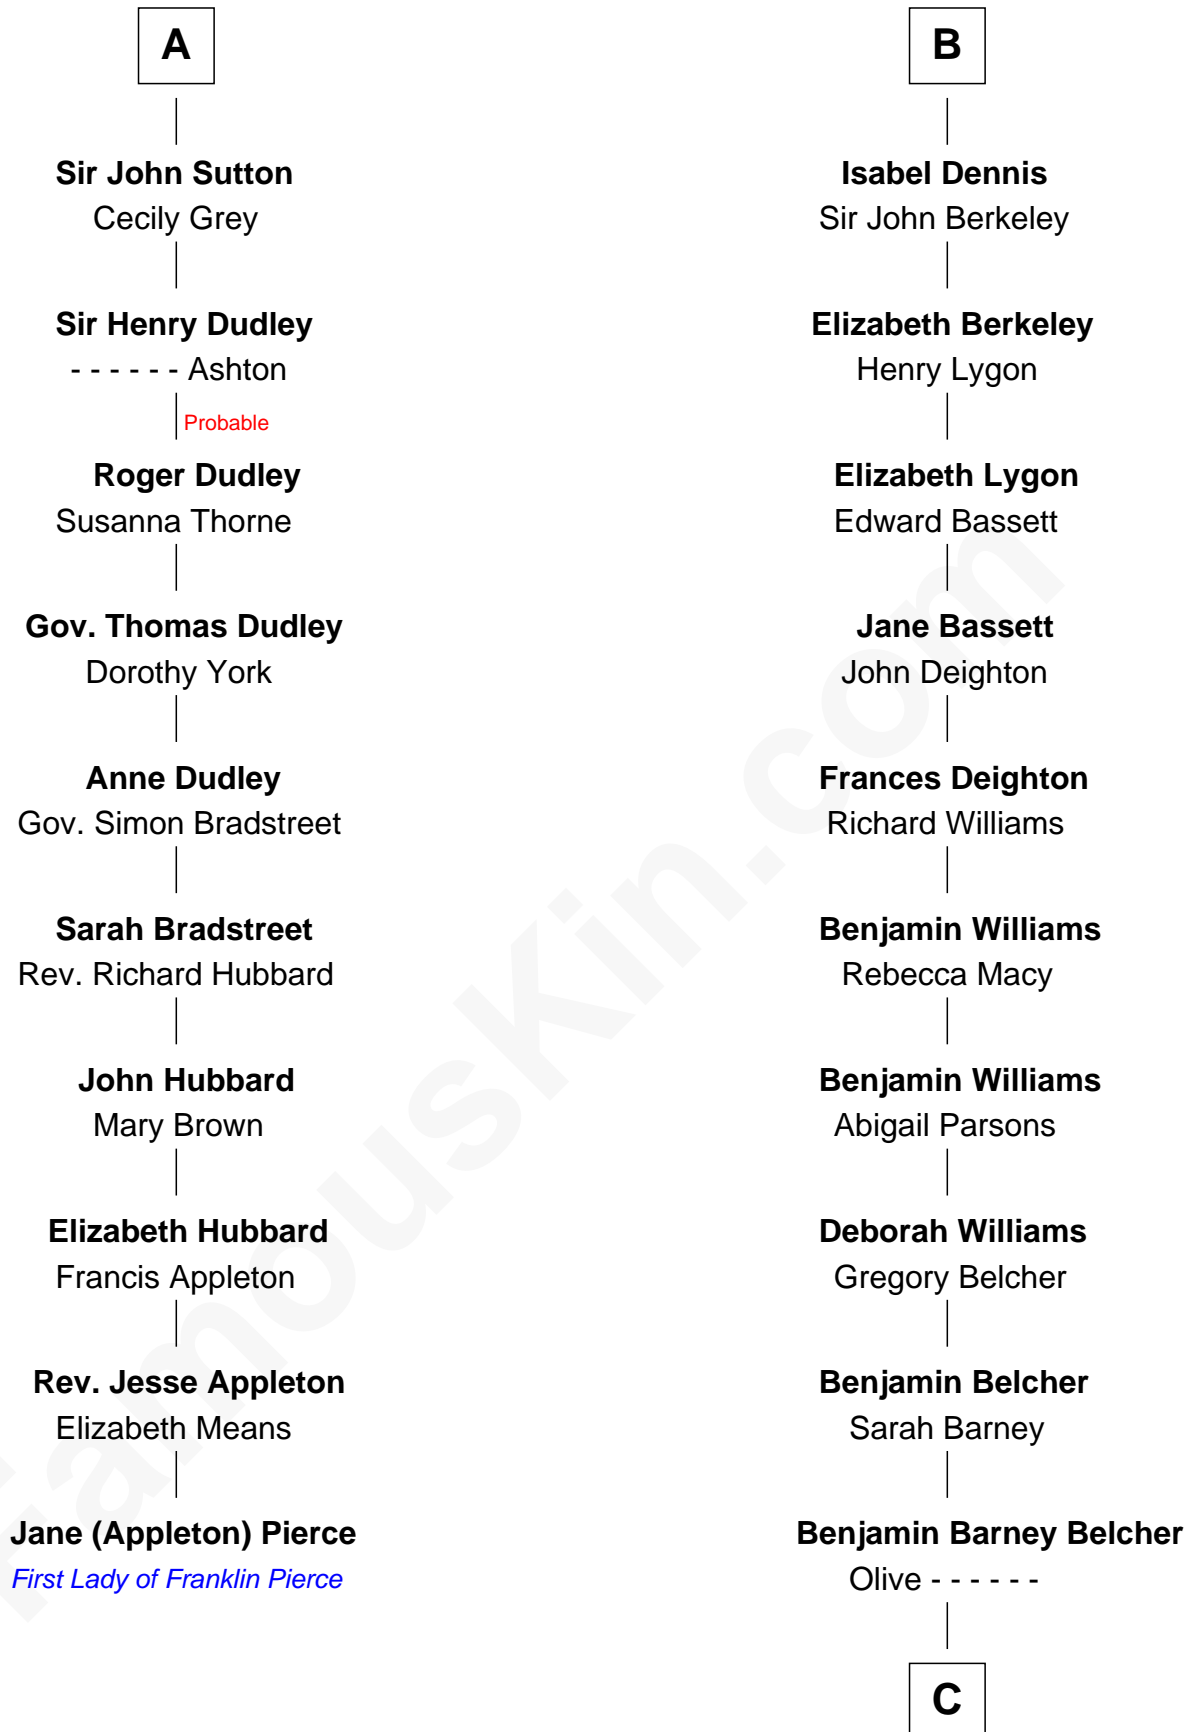 A
Sir John Sutton
Cecily Grey
Sir Henry Dudley
- - - - - - Ashton
Probable
Roger Dudley
Susanna Thorne
Gov. Thomas Dudley
Dorothy York
Anne Dudley
Gov. Simon Bradstreet
Sarah Bradstreet
Rev. Richard Hubbard
John Hubbard
Mary Brown
Elizabeth Hubbard
Francis Appleton
Rev. Jesse Appleton
Elizabeth Means
Jane (Appleton) Pierce
First Lady of Franklin Pierce
B
Isabel Dennis
Sir John Berkeley
Elizabeth Berkeley
Henry Lygon
Elizabeth Lygon
Edward Bassett
Jane Bassett
John Deighton
Frances Deighton
Richard Williams
Benjamin Williams
Rebecca Macy
Benjamin Williams
Abigail Parsons
Deborah Williams
Gregory Belcher
Benjamin Belcher
Sarah Barney
Benjamin Barney Belcher
Olive - - - - - -
C
FamousKin.com